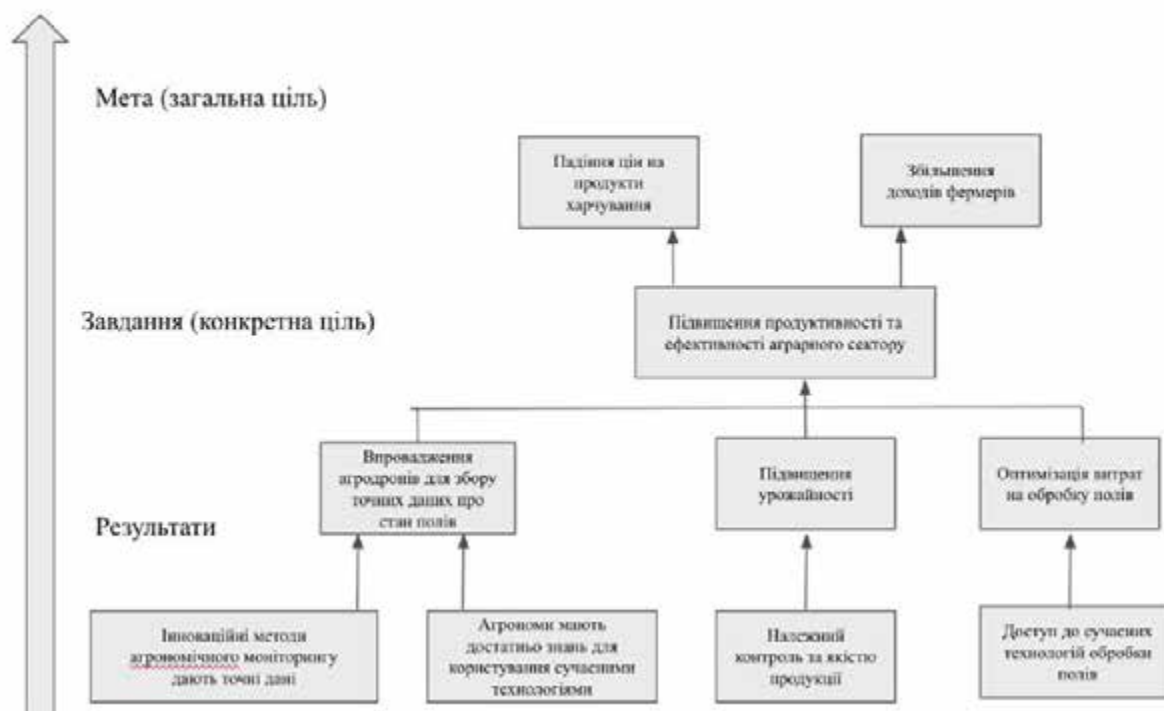 Мета (загальна ціль)
Падіння цін на
продукти
харчування
Збільшення
доходів фермерів
Завдання (конкретна ціль)
Підвищення продуктивності та
ефективності аграрного сектору
Впровадження
агродронів для збору
точних даних про
стан полів
Підвищення
урожайності
Оптимізація витрат
на обробку полів
Результати
Інноваційні методи
агрономічного моніторингу
дають точні дані
Агрономи мають
достатньо знань для
користування сучасними
технологіями
Належний
контроль за якістю
продукції
Доступ до сучасних
технологій обробки
полів